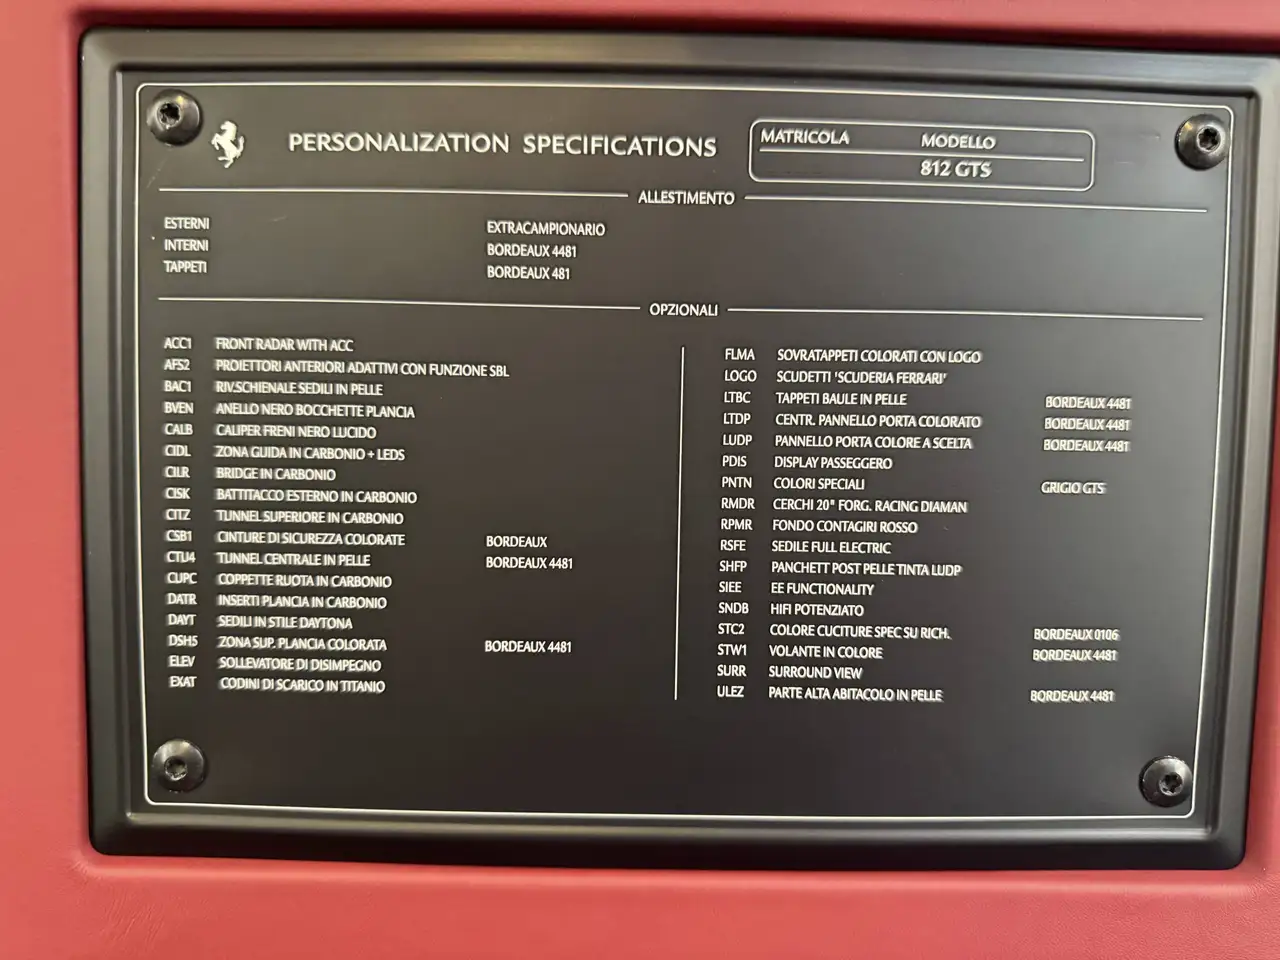 PERSONALIZATION SPECIFICATIONS
MATRICOLA MODELLO
812 GTS
ALLESTIMENTO
ESTERNI EXTRACAMPIONARIO
INTERNI BORDEAUX 4481
TAPPETI BORDEAUX 481
OPZIONALI
ACC1 FRONT RADAR WITH ACC
AFS2 PROIETTORI ANTERIORI ADATTIVI CON FUNZIONE SBL
BAC1 RIV.SCHIENALE SEDILI IN PELLE
BVEN ANELLO NERO BOCCHETTE PLANCIA
CALB CALIPER FRENI NERO LUCIDO
CIDL ZONA GUIDA IN CARBONIO + LEDS
CILR BRIDGE IN CARBONIO
CISK BATTITACCO ESTERNO IN CARBONIO
CITZ TUNNEL SUPERIORE IN CARBONIO
CSB1 CINTURE DI SICUREZZA COLORATE BORDEAUX
CTU4 TUNNEL CENTRALE IN PELLE BORDEAUX 4481
CUPC COPPETTE RUOTA IN CARBONIO
DATR INSERTI PLANCIA IN CARBONIO
DAYT SEDILI IN STILE DAYTONA
DSH5 ZONA SUP. PLANCIA COLORATA BORDEAUX 4481
ELEV SOLLEVATORE DI DISIMPEGNO
EXAT CODINI DI SCARICO IN TITANIO
FLMA SOVRATAPPETI COLORATI CON LOGO
LOGO SCUDETTI 'SCUDERIA FERRARI'
LTBC TAPPETI BAULE IN PELLE BORDEAUX 4481
LTDP CENTR. PANNELLO PORTA COLORATO BORDEAUX 4481
LUDP PANNELLO PORTA COLORE A SCELTA BORDEAUX 4481
PDIS DISPLAY PASSEGGERO
PNTN COLORI SPECIALI GRIGIO GTS
RMDR CERCHI 20" FORG. RACING DIAMAN
RPMR FONDO CONTAGIRI ROSSO
RSFE SEDILE FULL ELECTRIC
SHFP PANCHETT POST PELLE TINTA LUDP
SIEE EE FUNCTIONALITY
SNDB HIFI POTENZIATO
STC2 COLORE CUCITURE SPEC SU RICH. BORDEAUX 0106
STW1 VOLANTE IN COLORE BORDEAUX 4481
SURR SURROUND VIEW
ULEZ PARTE ALTA ABITACOLO IN PELLE BORDEAUX 4481